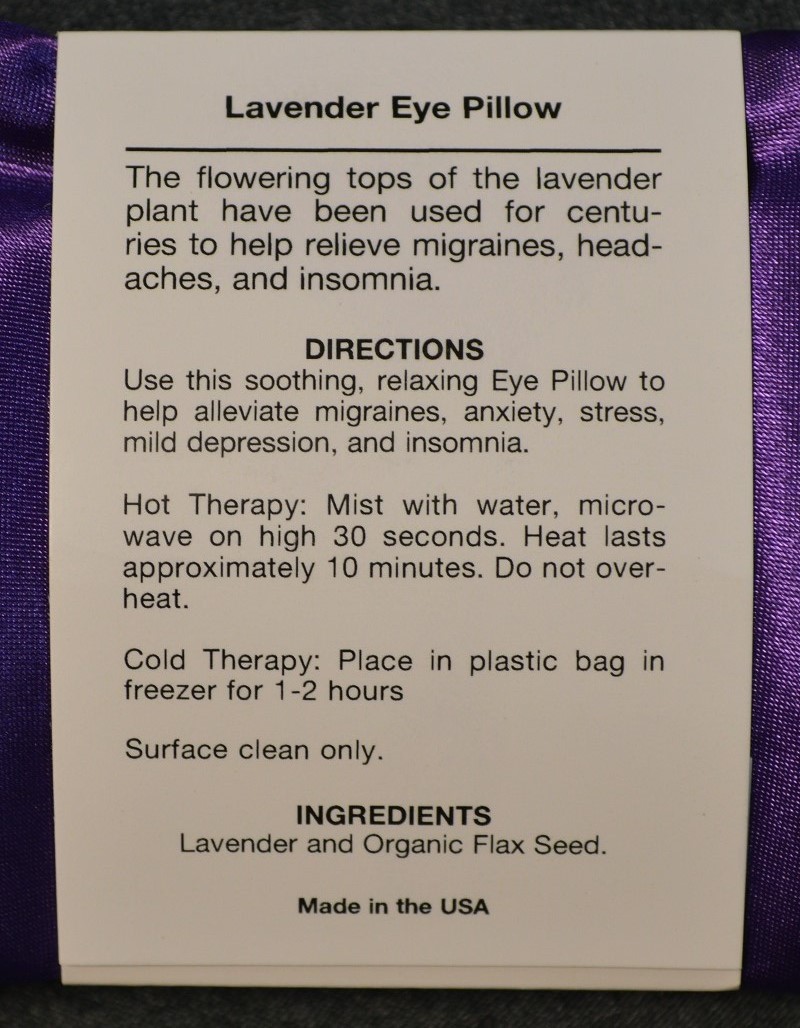 Lavender Eye Pillow
The flowering tops of the lavender
plant have been used for centu-
ries to help relieve migraines, head-
aches, and insomnia.
DIRECTIONS
Use this soothing, relaxing Eye Pillow to
help alleviate migraines, anxiety, stress,
mild depression, and insomnia.
Hot Therapy: Mist with water, micro-
wave on high 30 seconds. Heat lasts
approximately 10 minutes. Do not over-
heat.
Cold Therapy: Place in plastic bag in
freezer for 1-2 hours
Surface clean only.
INGREDIENTS
Lavender and Organic Flax Seed.
Made in the USA